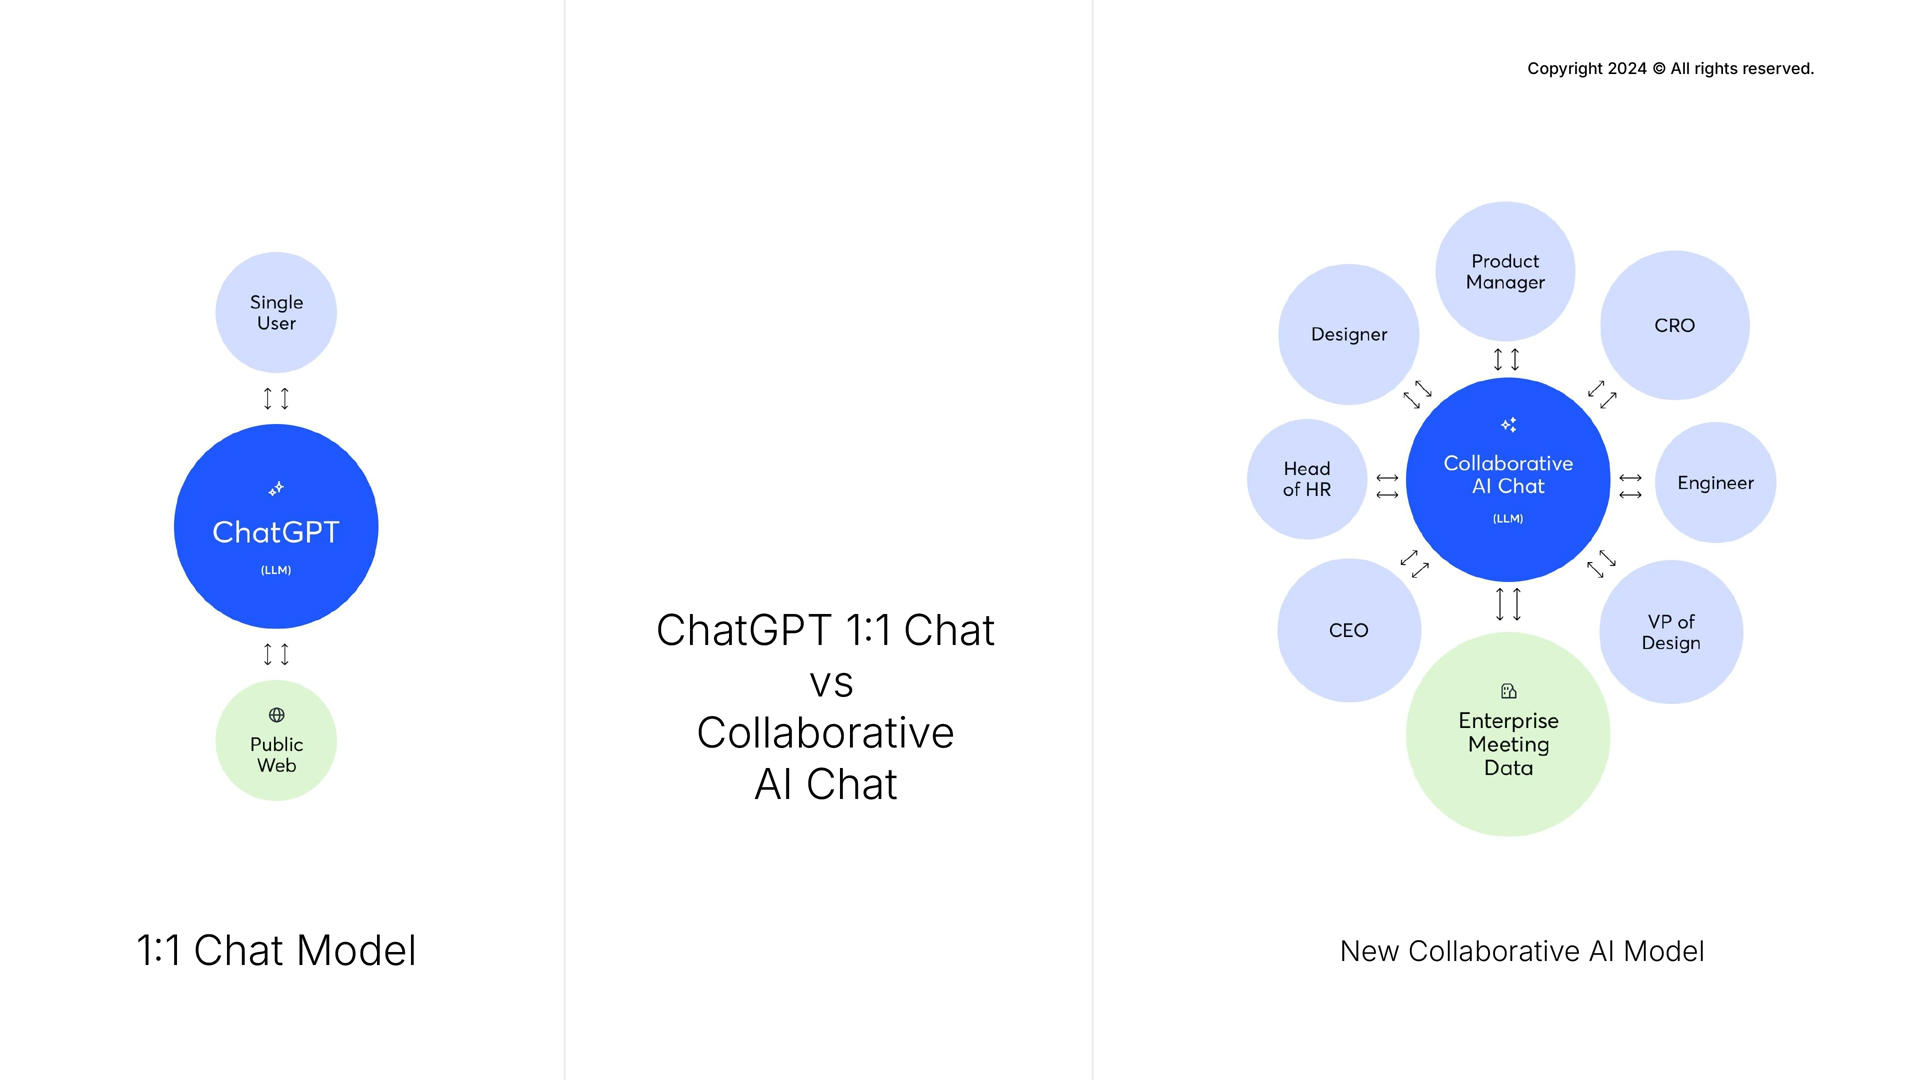 Copyright 2024 © All rights reserved.
Single
User
ChatGPT
(LLM)
Public
Web
1:1 Chat Model
ChatGPT 1:1 Chat
vs
Collaborative
AI Chat
Product
Manager
Designer
CRO
Head
of HR
Collaborative
AI Chat
(LLM)
Engineer
CEO
VP of
Design
Enterprise
Meeting
Data
New Collaborative AI Model